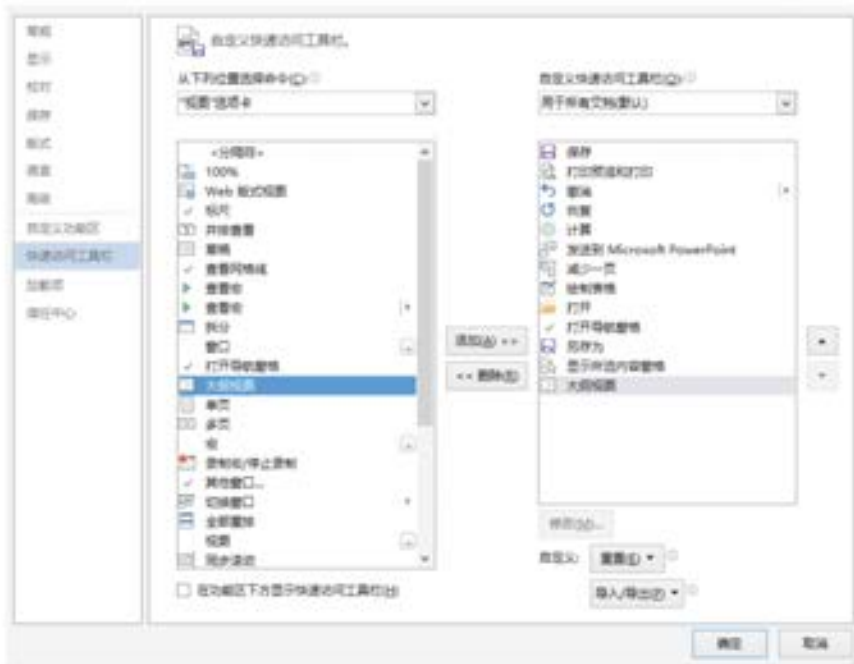 常规
显示
校对
保存
版式
语言
高级
自定义功能区
快速访问工具栏
加载项
信任中心
自定义快速访问工具栏。
从下列位置选择命令(C):
"视图"选项卡
<分隔符>
100%
Web 版式视图
标尺
并排查看
草稿
查看网格线
查看宏
查看宏
拆分
窗口
打开导航窗格
大纲视图
单页
多页
宏
录制宏/停止录制
其他窗口...
切换窗口
全部重排
视图
同步滚动
在功能区下方显示快速访问工具栏(H)
添加(A) >>
<< 删除(R)
自定义快速访问工具栏(Q):
用于所有文档(默认)
保存
打印预览和打印
撤消
恢复
计算
发送到 Microsoft PowerPoint
减少一页
绘制表格
打开
打开导航窗格
另存为
显示所选内容窗格
大纲视图
修改(M)...
自定义:
重置(E)
导入/导出(P)
确定
取消